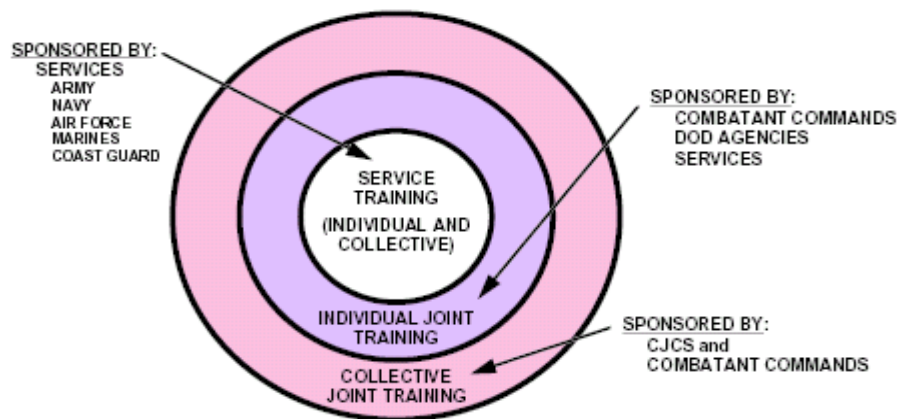 SPONSORED BY:
SERVICES
ARMY
NAVY
AIR FORCE
MARINES
COAST GUARD
SPONSORED BY:
COMBATANT COMMANDS
DOD AGENCIES
SERVICES
SERVICE
TRAINING
(INDIVIDUAL AND
COLLECTIVE)
INDIVIDUAL JOINT
TRAINING
COLLECTIVE
JOINT TRAINING
SPONSORED BY:
CJCS and
COMBATANT COMMANDS